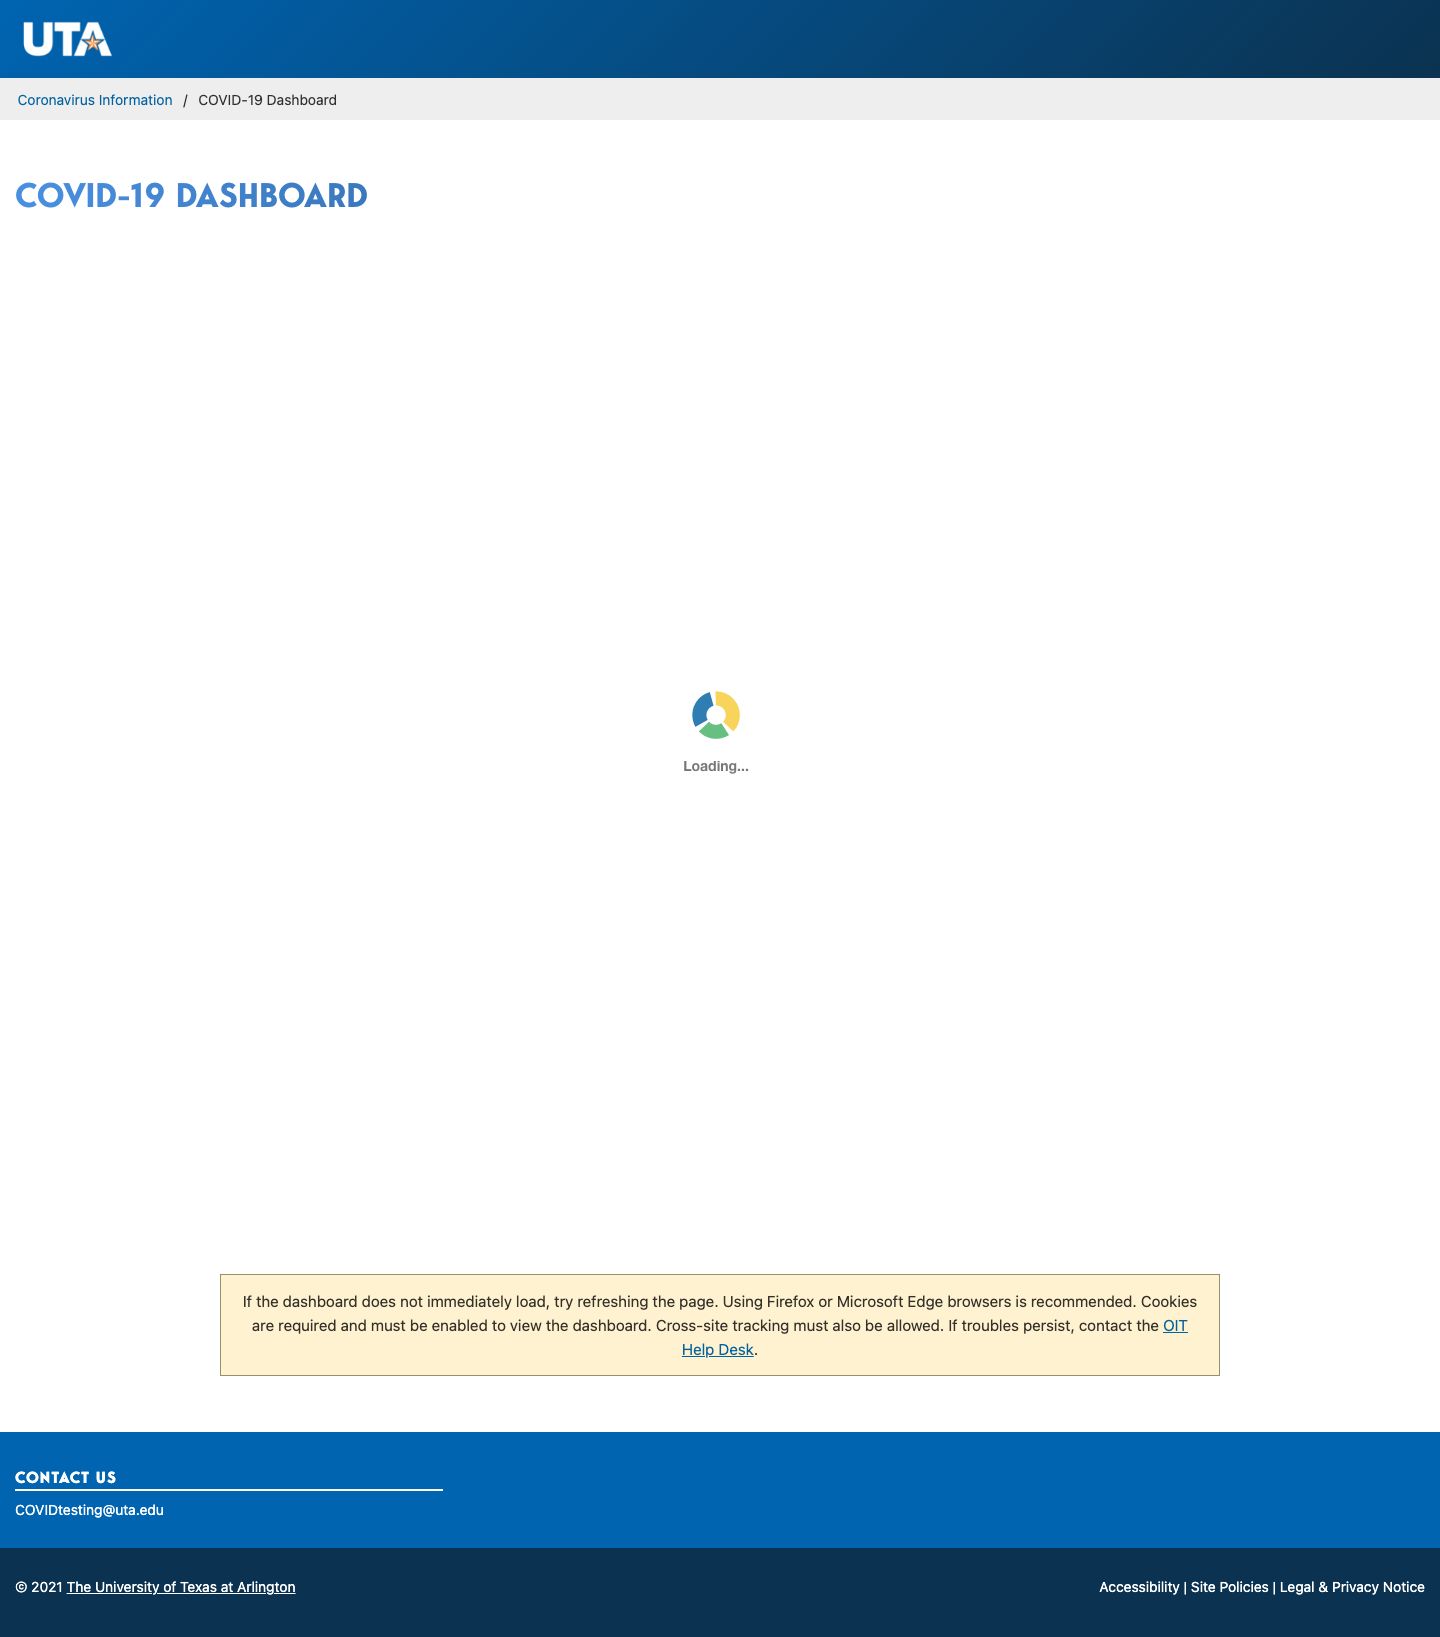 UTA
Coronavirus Information / COVID-19 Dashboard
COVID-19 DASHBOARD
Loading...
If the dashboard does not immediately load, try refreshing the page. Using Firefox or Microsoft Edge browsers is recommended. Cookies
are required and must be enabled to view the dashboard. Cross-site tracking must also be allowed. If troubles persist, contact the OIT
Help Desk.
CONTACT US
COVIDtesting@uta.edu
© 2021 The University of Texas at Arlington
Accessibility | Site Policies | Legal & Privacy Notice